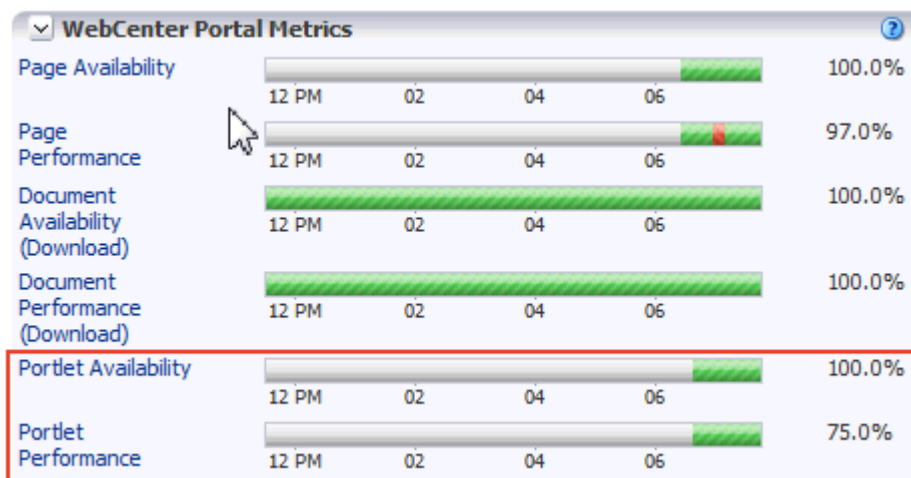 WebCenter Portal Metrics
?
Page Availability 100.0%
12 PM 02 04 06
Page
Performance 97.0%
12 PM 02 04 06
Document
Availability
(Download) 100.0%
12 PM 02 04 06
Document
Performance
(Download) 100.0%
12 PM 02 04 06
Portlet Availability 100.0%
12 PM 02 04 06
Portlet
Performance 75.0%
12 PM 02 04 06